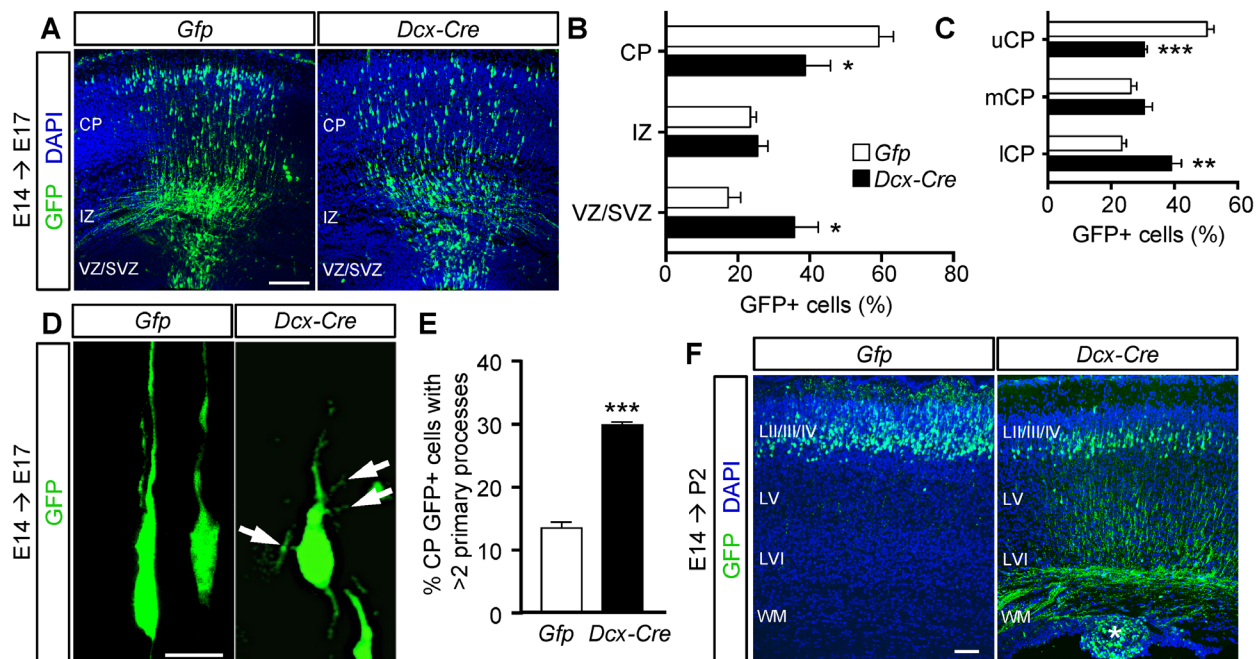 A
Gfp
Dcx-Cre
E14 → E17
GFP DAPI
CP
IZ
VZ/SVZ
CP
IZ
VZ/SVZ
B
CP
*
IZ
VZ/SVZ
*
Gfp
Dcx-Cre
0 20 40 60 80
GFP+ cells (%)
C
uCP
***
mCP
lCP
**
0 20 40 60
GFP+ cells (%)
D
Gfp
Dcx-Cre
E14 → E17
GFP
E
% CP GFP+ cells with
>2 primary processes
40
30
20
10
0
***
Gfp Dcx-Cre
F
Gfp
Dcx-Cre
E14 → P2
GFP DAPI
LII/III/IV
LV
LVI
WM
LII/III/IV
LV
LVI
WM
*